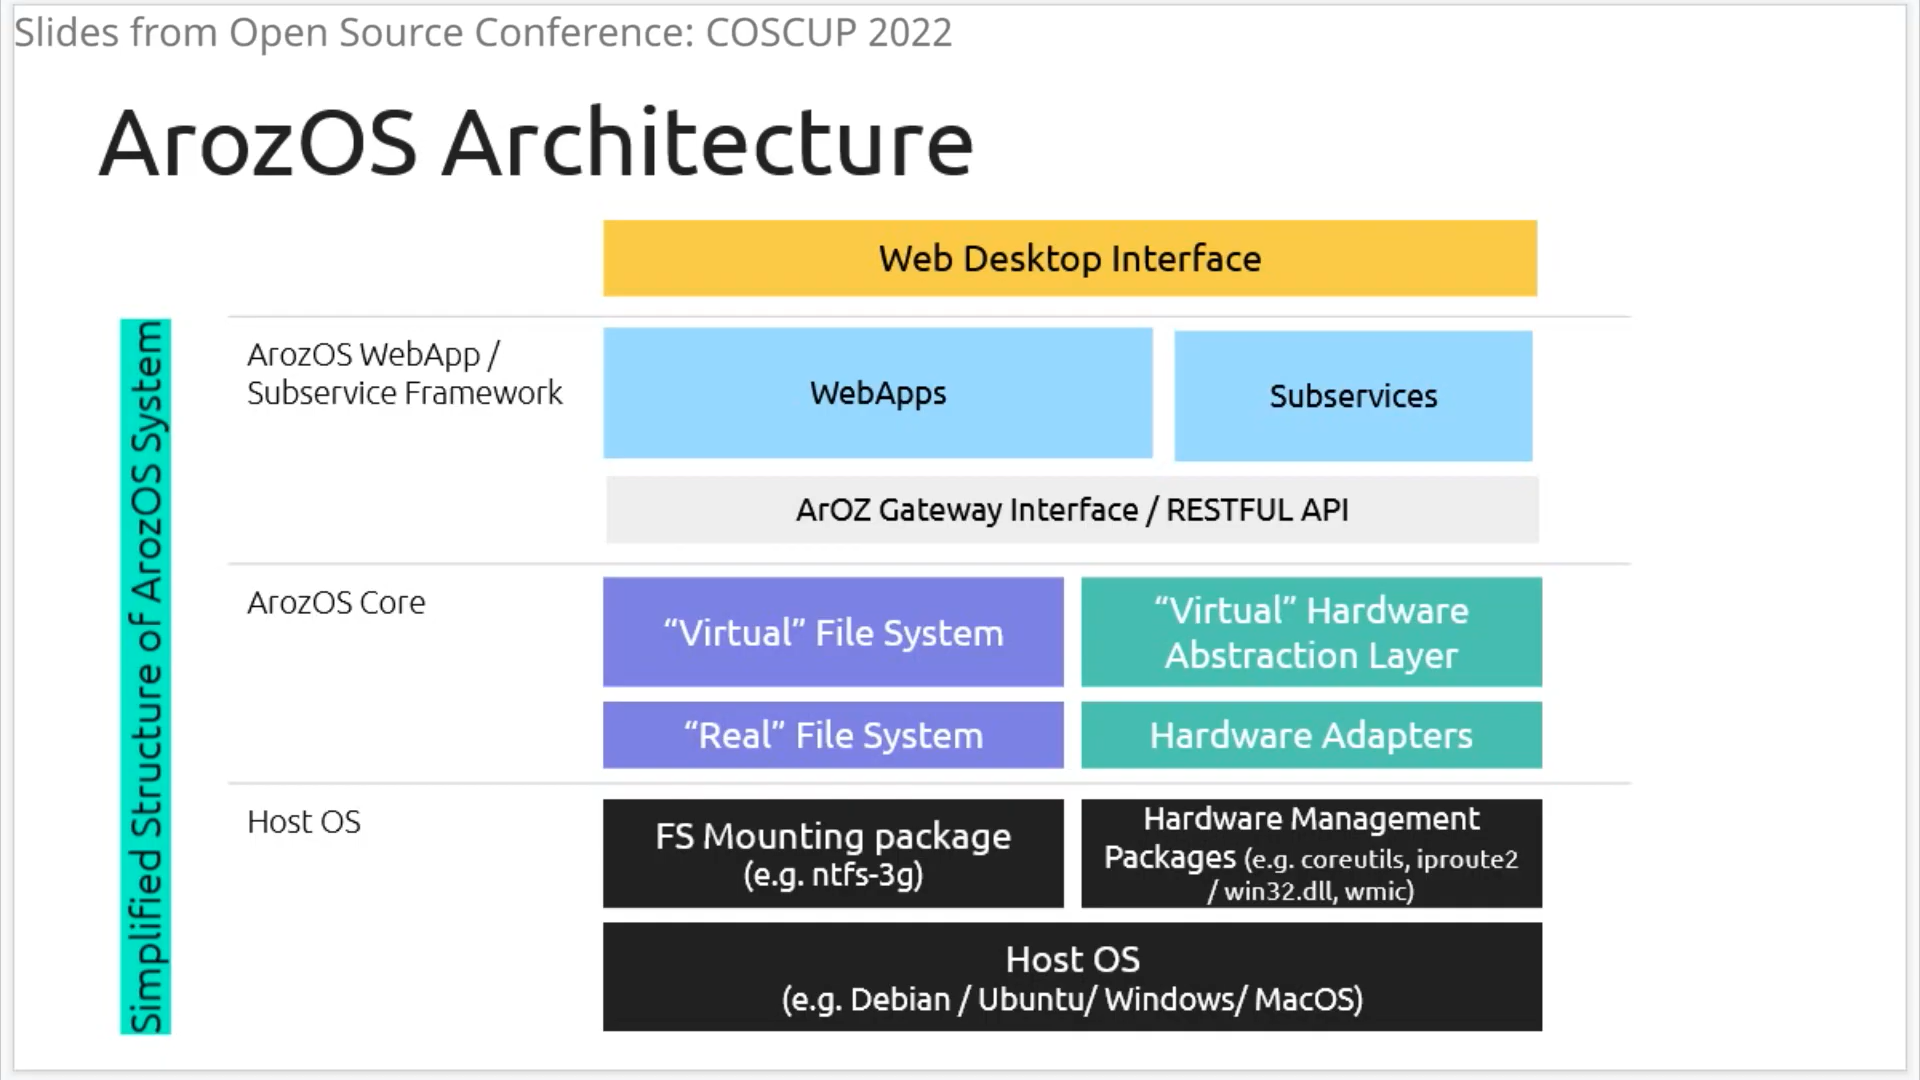 Slides from Open Source Conference: COSCUP 2022
ArozOS Architecture
Web Desktop Interface
Simplified Structure of ArozOS System
ArozOS WebApp /
Subservice Framework
WebApps
Subservices
ArOZ Gateway Interface / RESTFUL API
ArozOS Core
“Virtual” File System
“Virtual” Hardware
Abstraction Layer
“Real” File System
Hardware Adapters
Host OS
FS Mounting package
(e.g. ntfs-3g)
Hardware Management
Packages (e.g. coreutils, iproute2
/ win32.dll, wmic)
Host OS
(e.g. Debian / Ubuntu/ Windows/ MacOS)